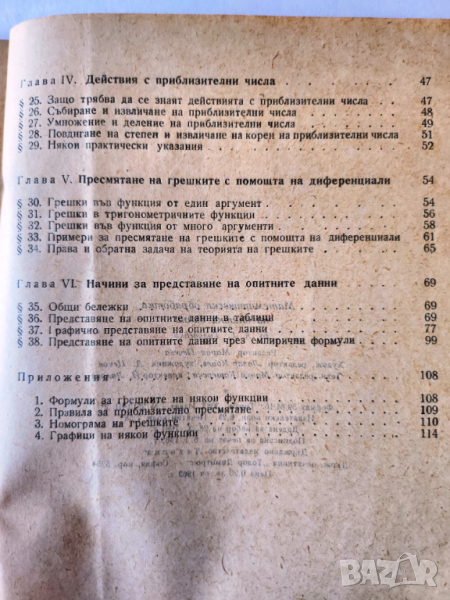 Глава IV. Действия с приблизителни числа 47
§ 25. Защо трябва да се знаят действията с приблизителни числа 47
§ 26. Събиране и изваждане на приблизителни числа 48
§ 27. Умножение и деление на приблизителни числа 49
§ 28. Повдигане на степен и извличане на корен на приблизителни числа 51
§ 29. Някои практически указания 52
Глава V. Пресмятане на грешките с помощта на диференциали 54
§ 30. Грешки във функция от един аргумент 54
§ 31. Грешки в тригонометричните функции 56
§ 32. Грешки във функция от много аргументи 58
§ 33. Примери за пресмятане на грешките с помощта на диференциали 61
§ 34. Права и обратна задача на теорията на грешките 65
Глава VI. Начини за представяне на опитните данни 69
§ 35. Общи бележки 69
§ 36. Представяне на опитните данни в таблици 69
§ 37. Графично представяне на опитните данни 77
§ 38. Представяне на опитните данни чрез емпирични формули 99
Приложения 108
1. Формули за грешките на някои функции 108
2. Правила за приблизително пресмятане 109
3. Номограма на грешките 110
4. Графици на някои функции 114
BAZAR